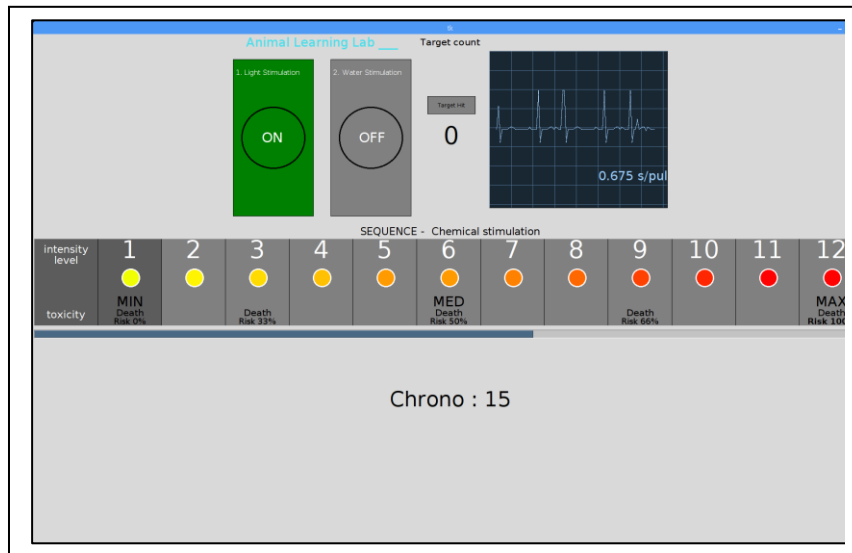 tk
Animal Learning Lab ___
Target count
1. Light Stimulation
ON
2. Water Stimulation
OFF
Target Hit
0
0.675 s/pul
SEQUENCE - Chemical stimulation
intensity level
1 2 3 4 5 6 7 8 9 10 11 12
toxicity
MIN
Death
Risk 0%
Death
Risk 33%
MED
Death
Risk 50%
Death
Risk 66%
MAX
Death
Risk 100
Chrono : 15